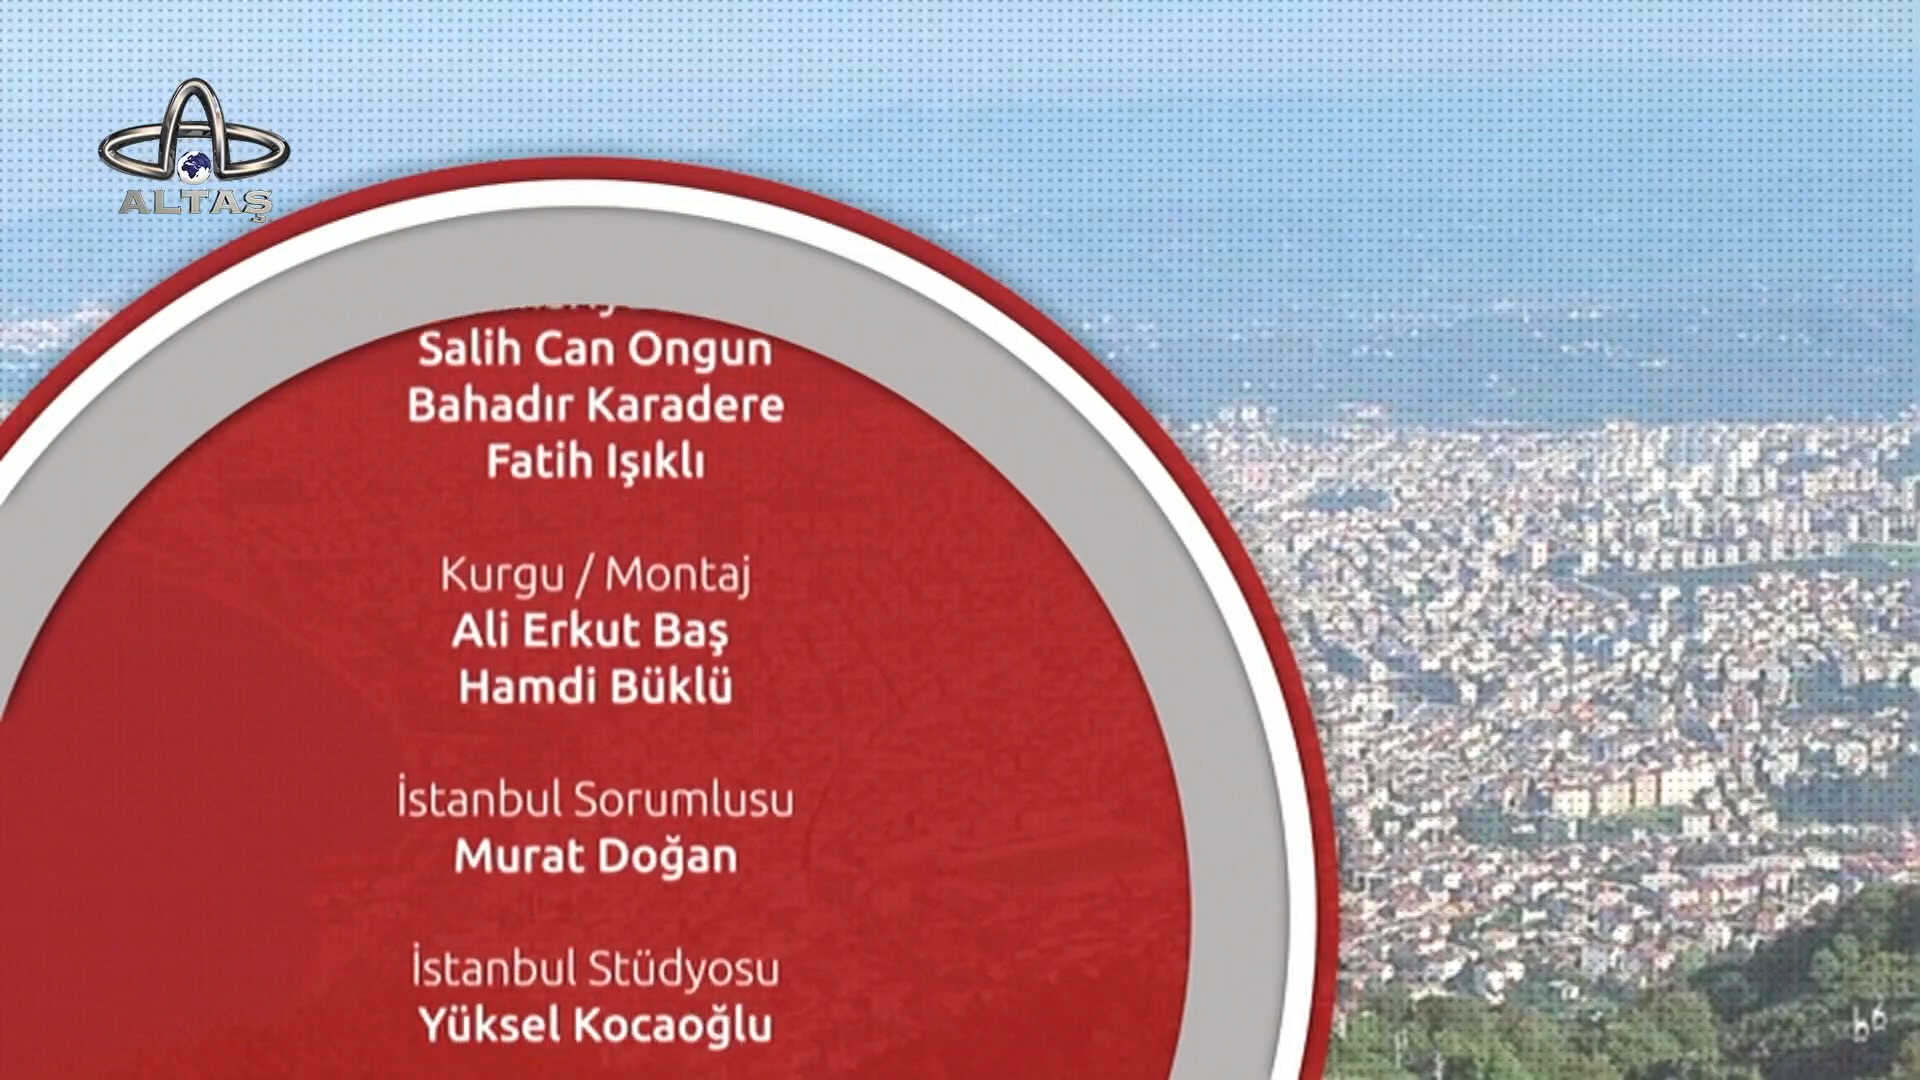 ALTAŞ
Salih Can Ongun
Bahadır Karadere
Fatih Işıklı
Kurgu / Montaj
Ali Erkut Baş
Hamdi Büklü
İstanbul Sorumlusu
Murat Doğan
İstanbul Stüdyosu
Yüksel Kocaoğlu